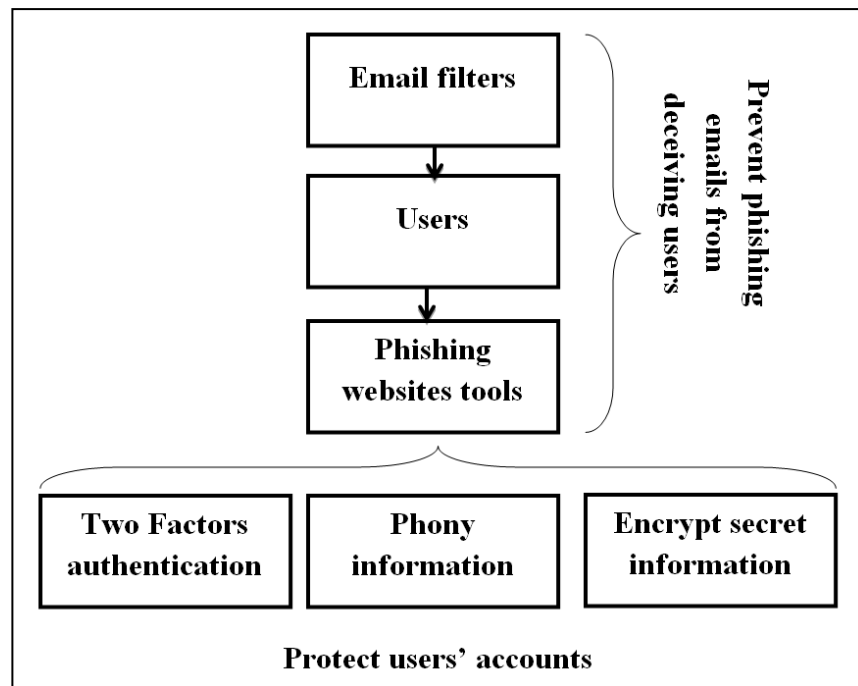 Email filters
Users
Phishing
websites tools
Prevent phishing
emails from
deceiving users
Two Factors
authentication
Phony
information
Encrypt secret
information
Protect users’ accounts